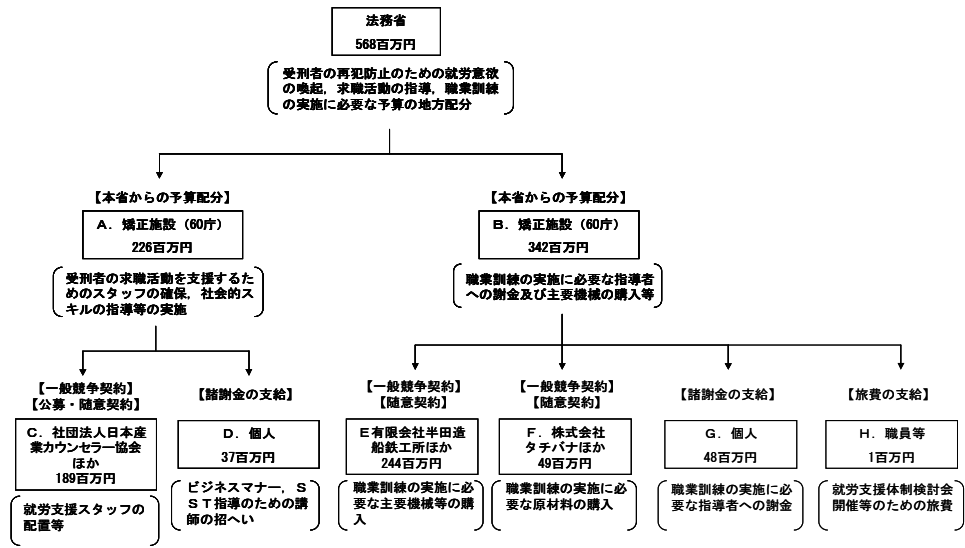 法務省
568百万円
受刑者の再犯防止のための就労意欲
の喚起，求職活動の指導，職業訓練
の実施に必要な予算の地方配分
【本省からの予算配分】
A．矯正施設（60庁）
226百万円
受刑者の求職活動を支援するた
めのスタッフの確保，社会的ス
キルの指導等の実施
【本省からの予算配分】
B．矯正施設（60庁）
342百万円
職業訓練の実施に必要な指導者
への謝金及び主要機械の購入等
【一般競争契約】
【公募・随意契約】
C．社団法人日本産
業カウンセラー協会
ほか
189百万円
就労支援スタッフの
配置等
【諸謝金の支給】
D．個人
37百万円
ビジネスマナー，S
ST指導のための講
師の招へい
【一般競争契約】
【随意契約】
E有限会社半田造
船鉄工所ほか
244百万円
職業訓練の実施に必
要な主要機械等の購
入
【一般競争契約】
【随意契約】
F．株式会社
タチバナほか
49百万円
職業訓練の実施に必
要な原材料の購入
【諸謝金の支給】
G．個人
48百万円
職業訓練の実施に必
要な指導者への謝金
【旅費の支給】
H．職員等
1百万円
就労支援体制検討会
開催等のための旅費